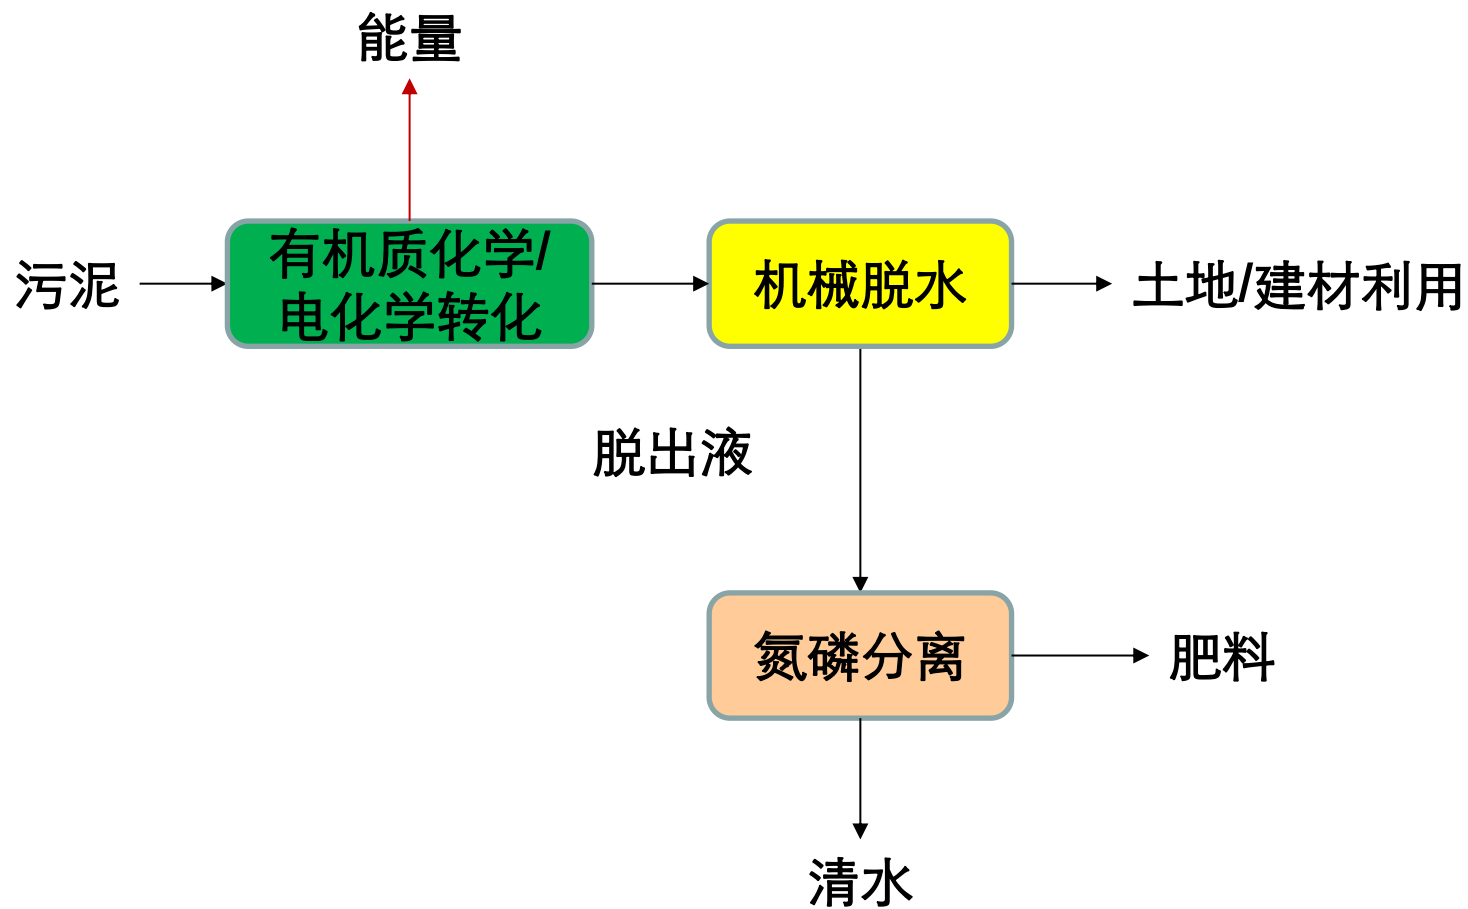 能量
污泥
有机质化学/
电化学转化
机械脱水
土地/建材利用
脱出液
氮磷分离
肥料
清水